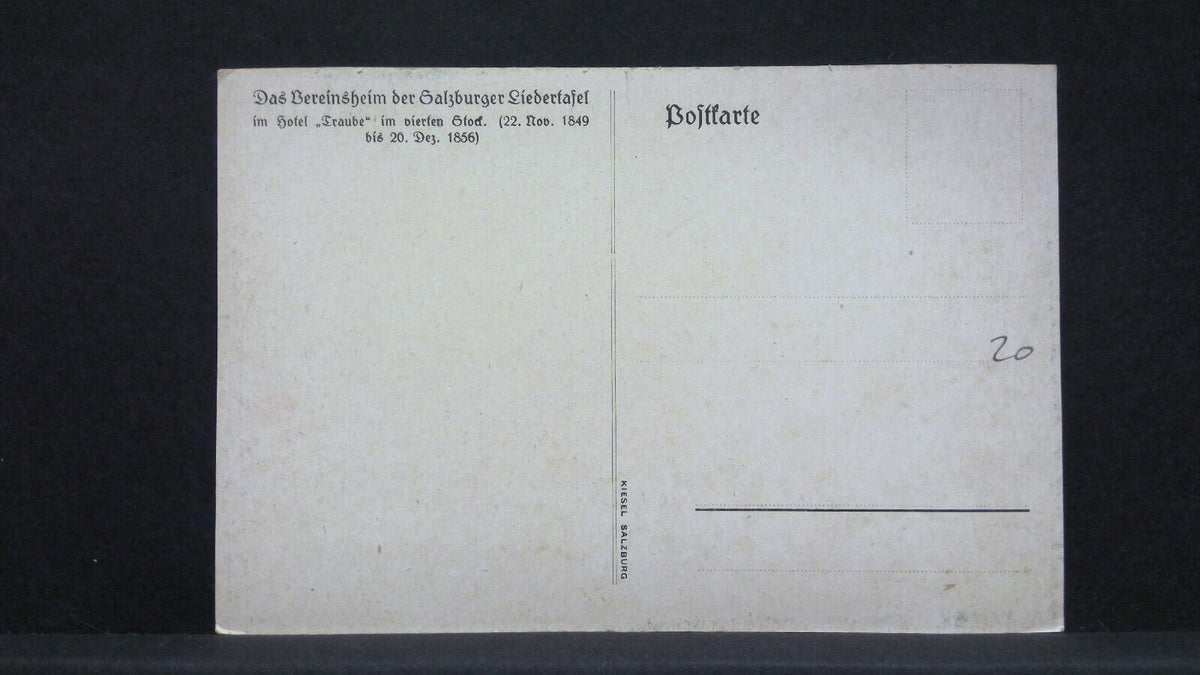 Das Vereinsheim der Salzburger Liedertafel
im Hotel „Traube“ im vierten Stock. (22. Nov. 1849
bis 20. Dez. 1856)
Postkarte
20
KIESEL SALZBURG